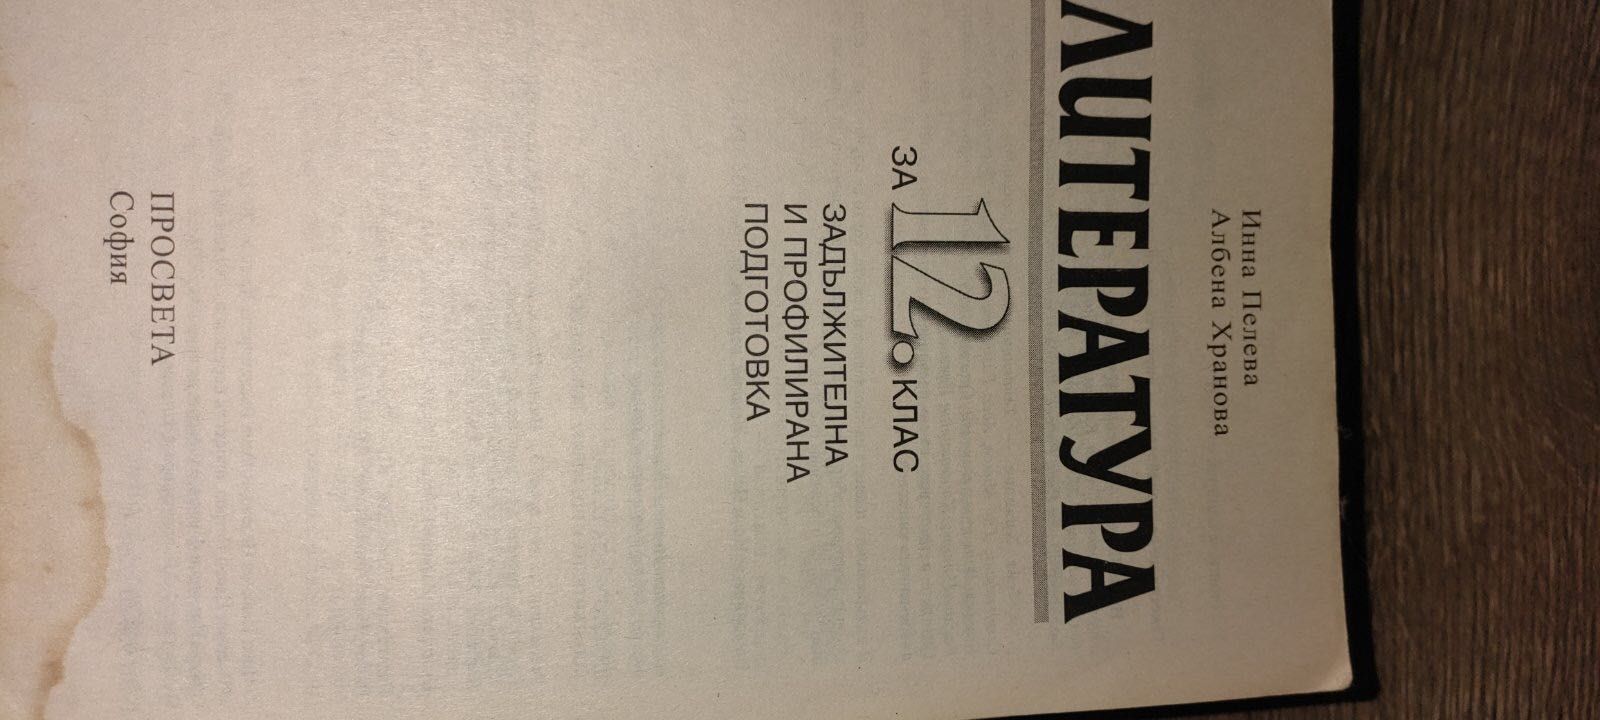 Инна Пелева
Албена Хранова
ЛИТЕРАТУРА
ЗА 12. КЛАС
ЗАДЪЛЖИТЕЛНА
И ПРОФИЛИРАНА
ПОДГОТОВКА
ПРОСВЕТА
София